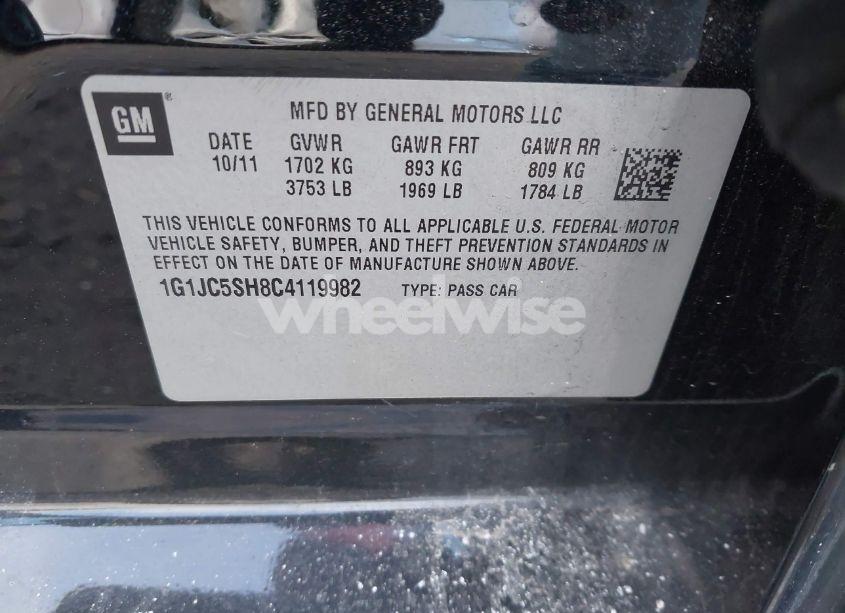 GM®
MFD BY GENERAL MOTORS LLC
DATE GVWR GAWR FRT GAWR RR
10/11 1702 KG 893 KG 809 KG
3753 LB 1969 LB 1784 LB
THIS VEHICLE CONFORMS TO ALL APPLICABLE U.S. FEDERAL MOTOR
VEHICLE SAFETY, BUMPER, AND THEFT PREVENTION STANDARDS IN
EFFECT ON THE DATE OF MANUFACTURE SHOWN ABOVE.
1G1JC5SH8C4119982 TYPE: PASS CAR
wheelwise